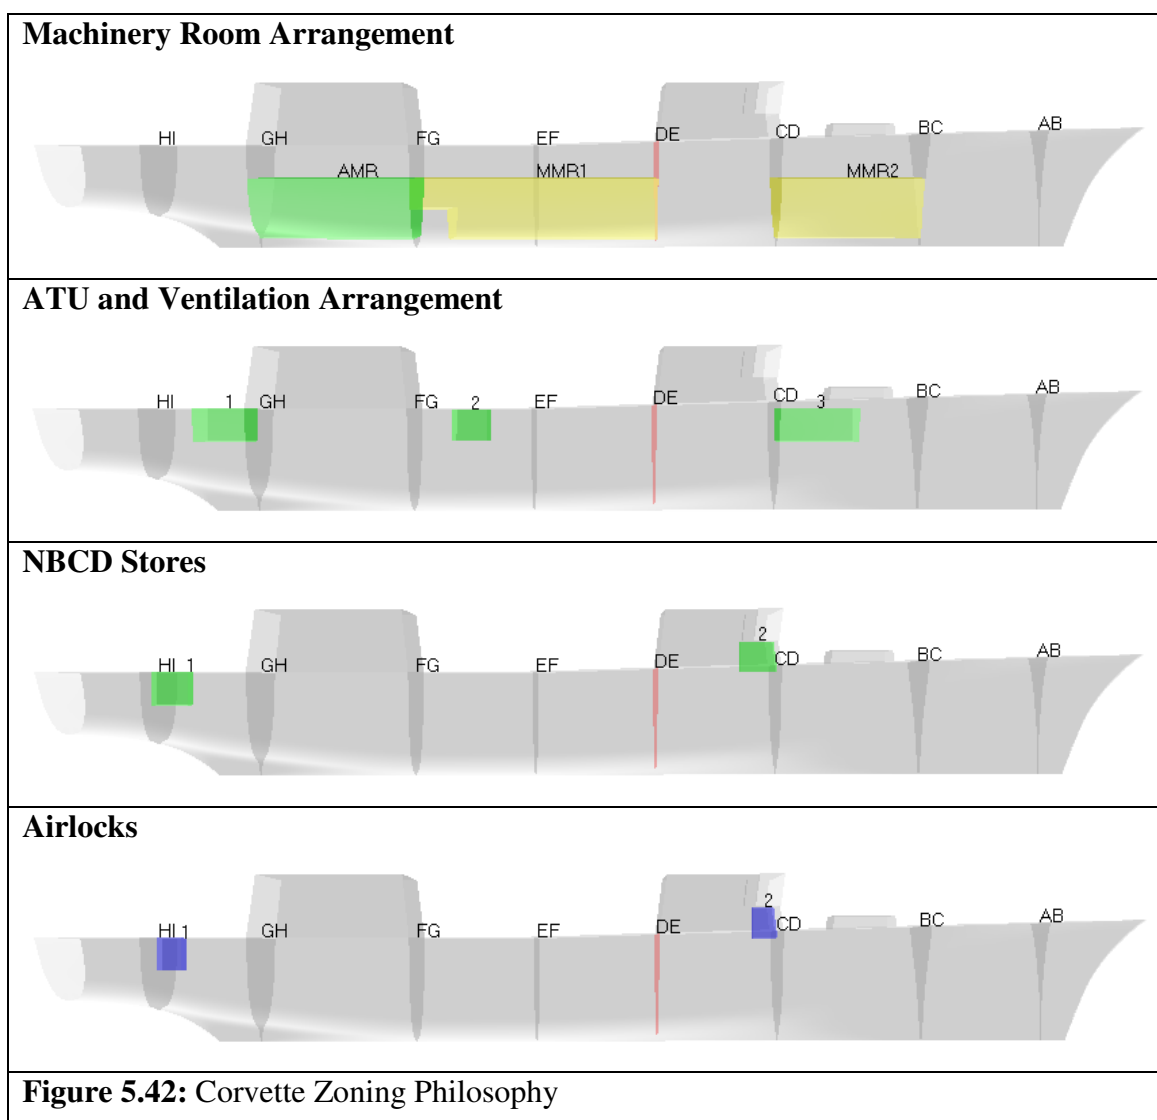 Machinery Room Arrangement
HI GH FG EF DE CD BC AB
AMR MMR1 MMR2
ATU and Ventilation Arrangement
HI 1 GH FG 2 EF DE CD 3 BC AB
NBCD Stores
2
HI 1 GH FG EF DE CD BC AB
Airlocks
2
HI 1 GH FG EF DE CD BC AB
Figure 5.42: Corvette Zoning Philosophy